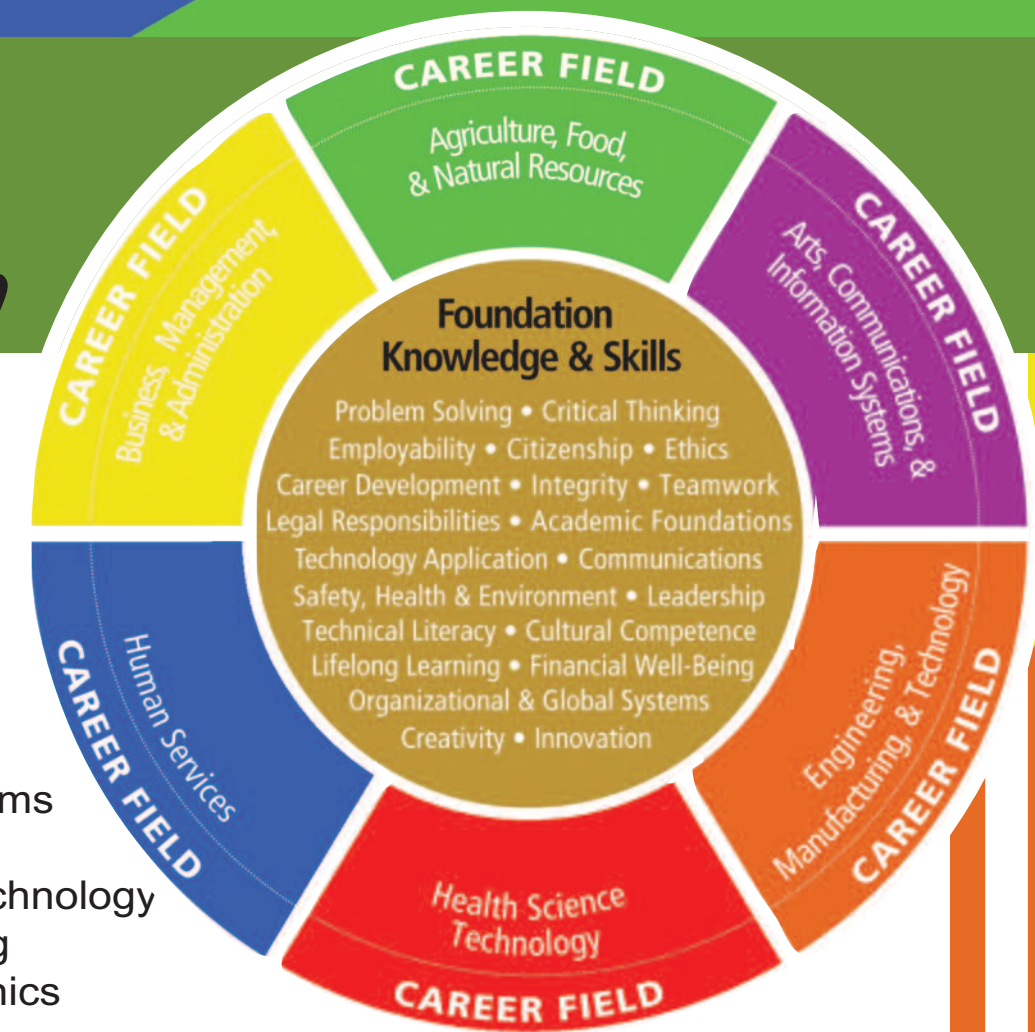 CAREER FIELD
Agriculture, Food,
& Natural Resources
CAREER FIELD
Arts, Communications, &
Information Systems
CAREER FIELD
Engineering,
Manufacturing, & Technology
CAREER FIELD
Health Science
Technology
CAREER FIELD
Human Services
CAREER FIELD
Business, Management,
& Administration
Foundation
Knowledge & Skills
Problem Solving • Critical Thinking
Employability • Citizenship • Ethics
Career Development • Integrity • Teamwork
Legal Responsibilities • Academic Foundations
Technology Application • Communications
Safety, Health & Environment • Leadership
Technical Literacy • Cultural Competence
Lifelong Learning • Financial Well-Being
Organizational & Global Systems
Creativity • Innovation
ms
chnology
g
nics